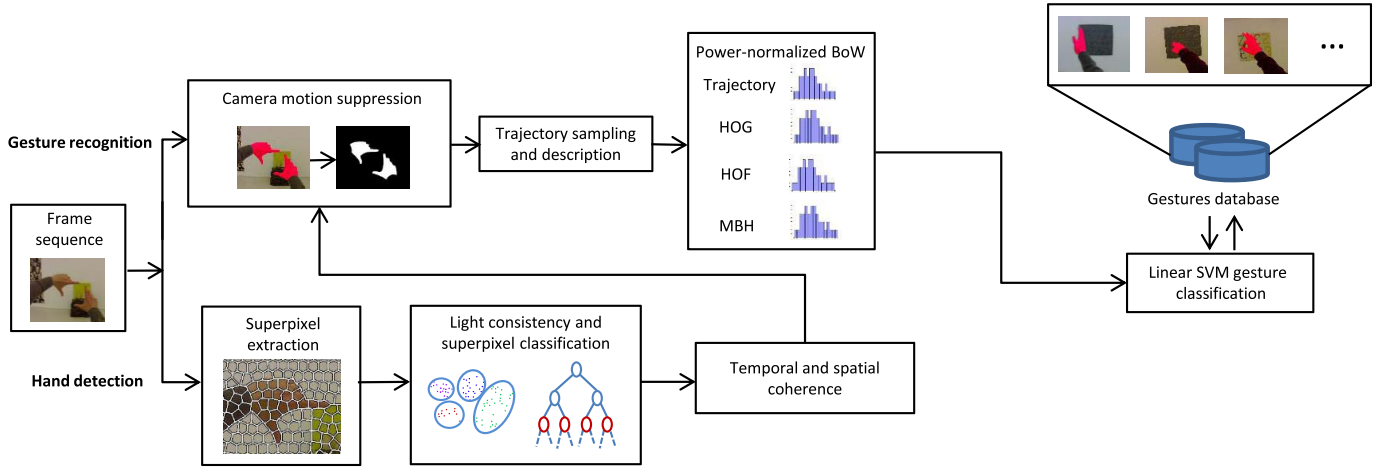 Gesture recognition
Frame
sequence
Hand detection
Camera motion suppression
Trajectory sampling
and description
Power-normalized BoW
Trajectory
HOG
HOF
MBH
Superpixel
extraction
Light consistency and
superpixel classification
Temporal and spatial
coherence
...
Gestures database
Linear SVM gesture
classification